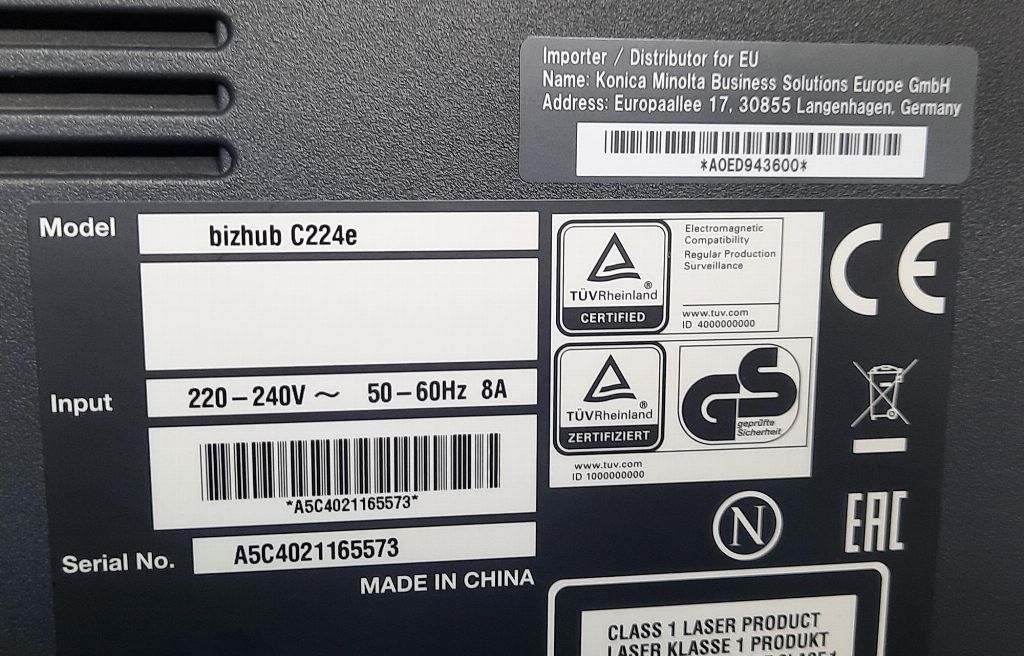 Importer / Distributor for EU
Name: Konica Minolta Business Solutions Europe GmbH
Address: Europaallee 17, 30855 Langenhagen, Germany
*A0ED943600*
Model
bizhub C224e
Input
220-240V ~ 50-60Hz 8A
*A5C4021165573*
Serial No.
A5C4021165573
MADE IN CHINA
TÜVRheinland ®
CERTIFIED
Electromagnetic
Compatibility
Regular Production
Surveillance
www.tuv.com
ID 4000000000
TÜVRheinland ®
ZERTIFIZIERT
GS
geprüfte
Sicherheit
www.tuv.com
ID 1000000000
CE
N
EAC
CLASS 1 LASER PRODUCT
LASER KLASSE 1 PRODUKT